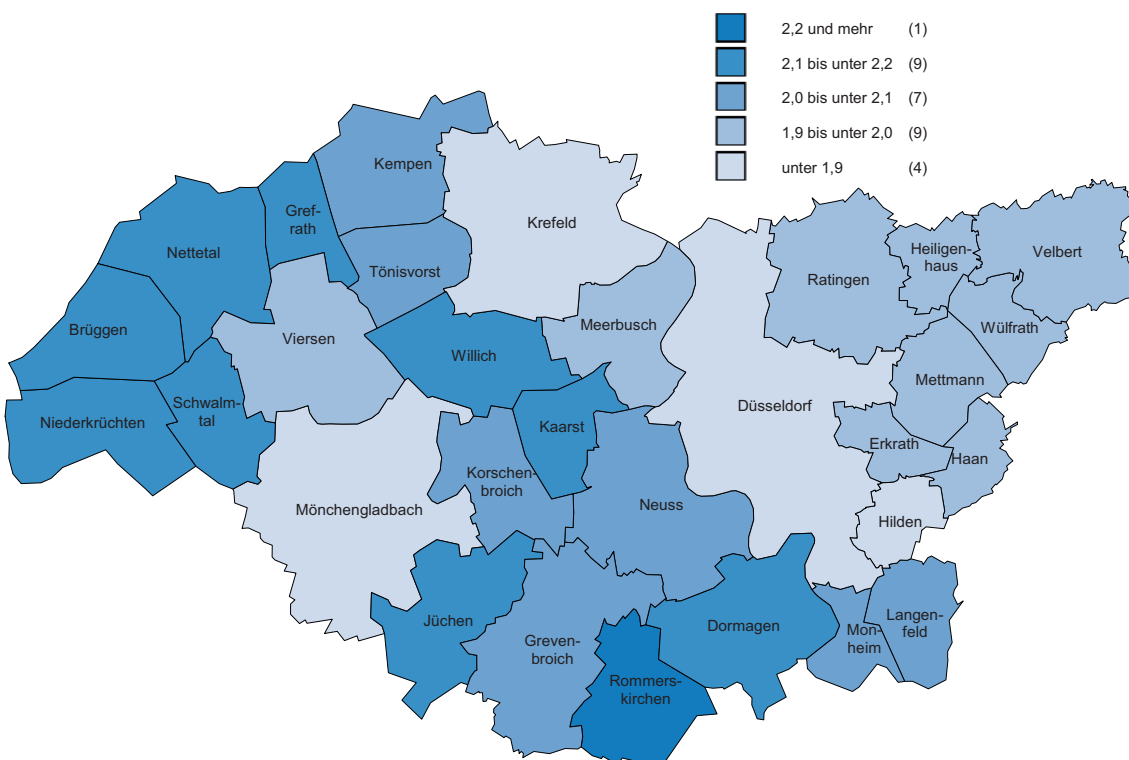 2,2 und mehr (1)
2,1 bis unter 2,2 (9)
2,0 bis unter 2,1 (7)
1,9 bis unter 2,0 (9)
unter 1,9 (4)
Kempen
Gref-
rath
Krefeld
Nettetal
Tönisvorst
Ratingen
Heiligen-
haus
Velbert
Brüggen
Viersen
Meerbusch
Wülfrath
Willich
Mettmann
Niederkrüchten
Schwalm-
tal
Düsseldorf
Kaarst
Erkrath
Haan
Korschen-
broich
Mönchengladbach
Neuss
Hilden
Jüchen
Dormagen
Langen-
feld
Mon-
heim
Greven-
broich
Rommers-
kirchen